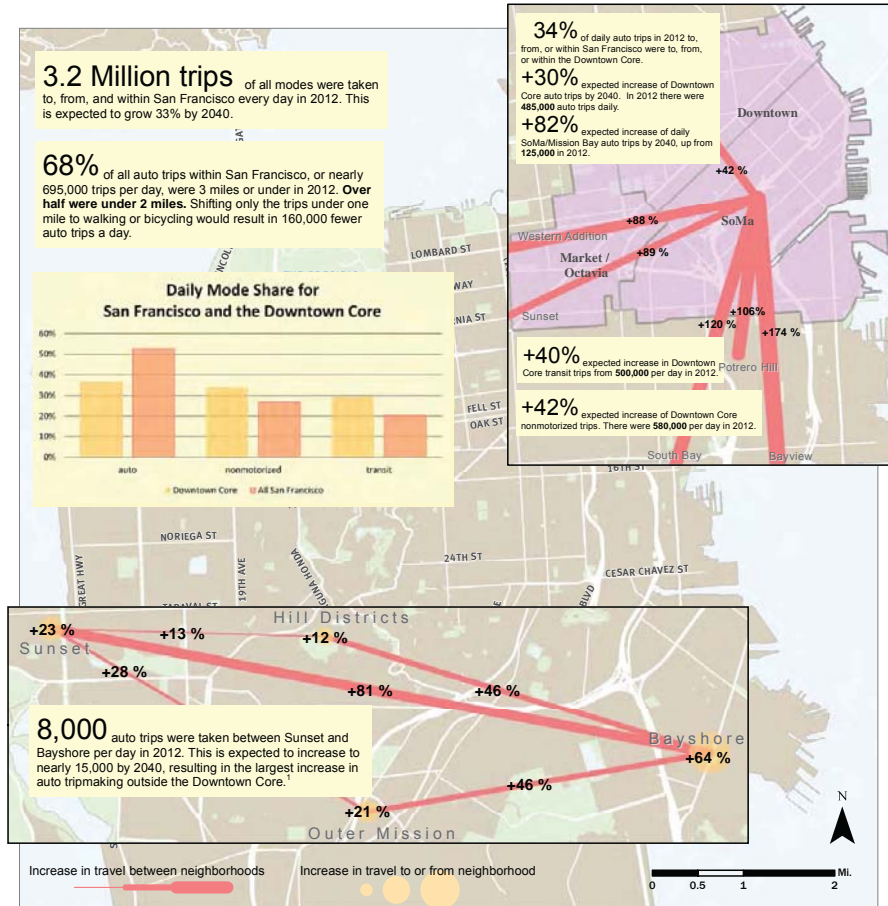 3.2 Million trips of all modes were taken
to, from, and within San Francisco every day in 2012. This
is expected to grow 33% by 2040.
68% of all auto trips within San Francisco, or nearly
695,000 trips per day, were 3 miles or under in 2012. Over
half were under 2 miles. Shifting only the trips under one
mile to walking or bicycling would result in 160,000 fewer
auto trips a day.
34% of daily auto trips in 2012 to,
from, or within San Francisco were to, from,
or within the Downtown Core.
+30% expected increase of Downtown
Core auto trips by 2040. In 2012 there were
485,000 auto trips daily.
+82% expected increase of daily
SoMa/Mission Bay auto trips by 2040, up from
125,000 in 2012.
Downtown
+42 %
+88 %
SoMa
Western Addition
+89 %
Market /
Octavia
Sunset
+106%
+120 %
+174 %
+40% expected increase in Downtown
Core transit trips from 500,000 per day in 2012.
Potrero Hill
+42% expected increase of Downtown Core
nonmotorized trips. There were 580,000 per day in 2012.
South Bay
Bayview
LOMBARD ST
WAY
NIA ST
FELL ST
OAK ST
16TH ST
Daily Mode Share for
San Francisco and the Downtown Core
60%
50%
40%
30%
20%
10%
0%
auto
nonmotorized
transit
Downtown Core
All San Francisco
NORIEGA ST
24TH ST
CESAR CHAVEZ ST
GREAT HWY
19TH AVE
GUNA HONDA
BLVD
Hill Districts
+23 %
+13 %
+12 %
Sunset
+28 %
+81 %
+46 %
8,000 auto trips were taken between Sunset and
Bayshore per day in 2012. This is expected to increase to
nearly 15,000 by 2040, resulting in the largest increase in
auto tripmaking outside the Downtown Core.1
Bayshore
+64 %
+46 %
+21 %
Outer Mission
N
Increase in travel between neighborhoods
Increase in travel to or from neighborhood
Mi.
0 0.5 1 2